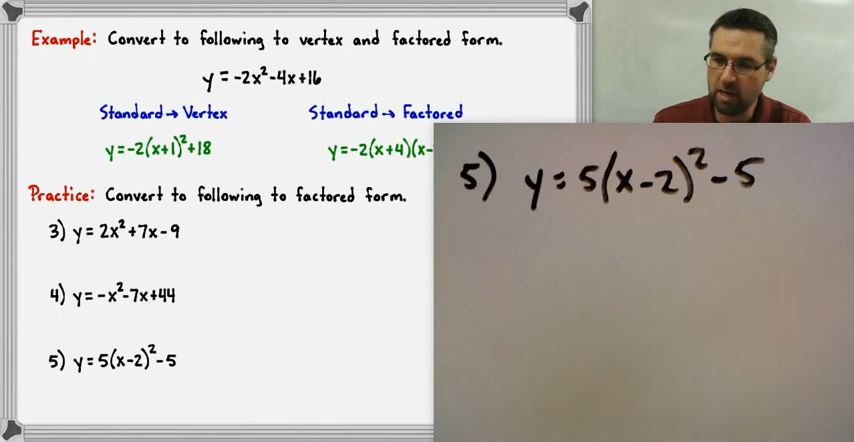 Example: Convert to following to vertex and factored form.
y = -2x²-4x+16
Standard → Vertex
Standard → Factored
y=-2(x+1)²+18
y=-2(x+4)(x-
Practice: Convert to following to factored form.
3) y = 2x²+7x-9
4) y = -x²-7x+44
5) y = 5(x-2)²-5
5) y = 5(x-2)²-5